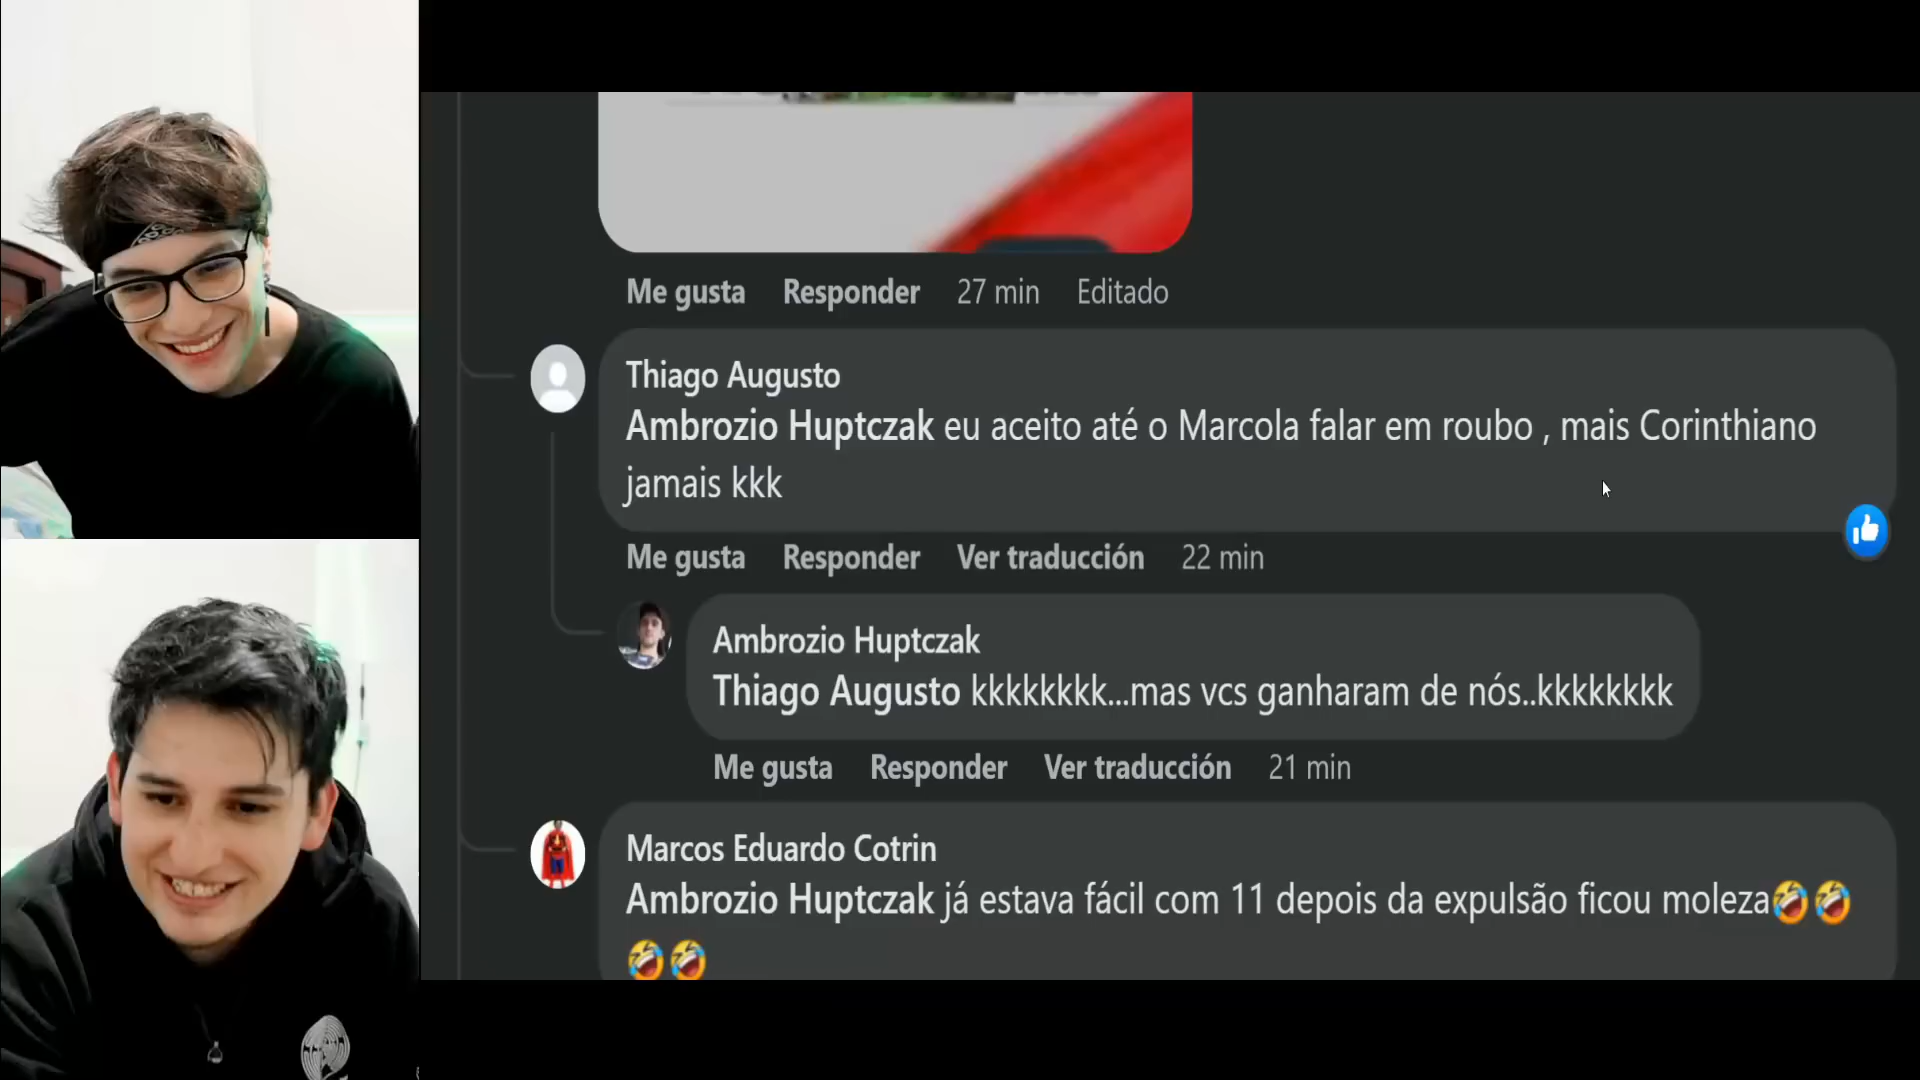 Me gusta Responder 27 min Editado
Thiago Augusto
Ambrozio Huptczak eu aceito até o Marcola falar em roubo , mais Corinthiano
jamais kkk
Me gusta Responder Ver traducción 22 min
Ambrozio Huptczak
Thiago Augusto kkkkkkkk...mas vcs ganharam de nós..kkkkkkkk
Me gusta Responder Ver traducción 21 min
Marcos Eduardo Cotrin
Ambrozio Huptczak já estava fácil com 11 depois da expulsão ficou moleza🤣🤣
🤣🤣